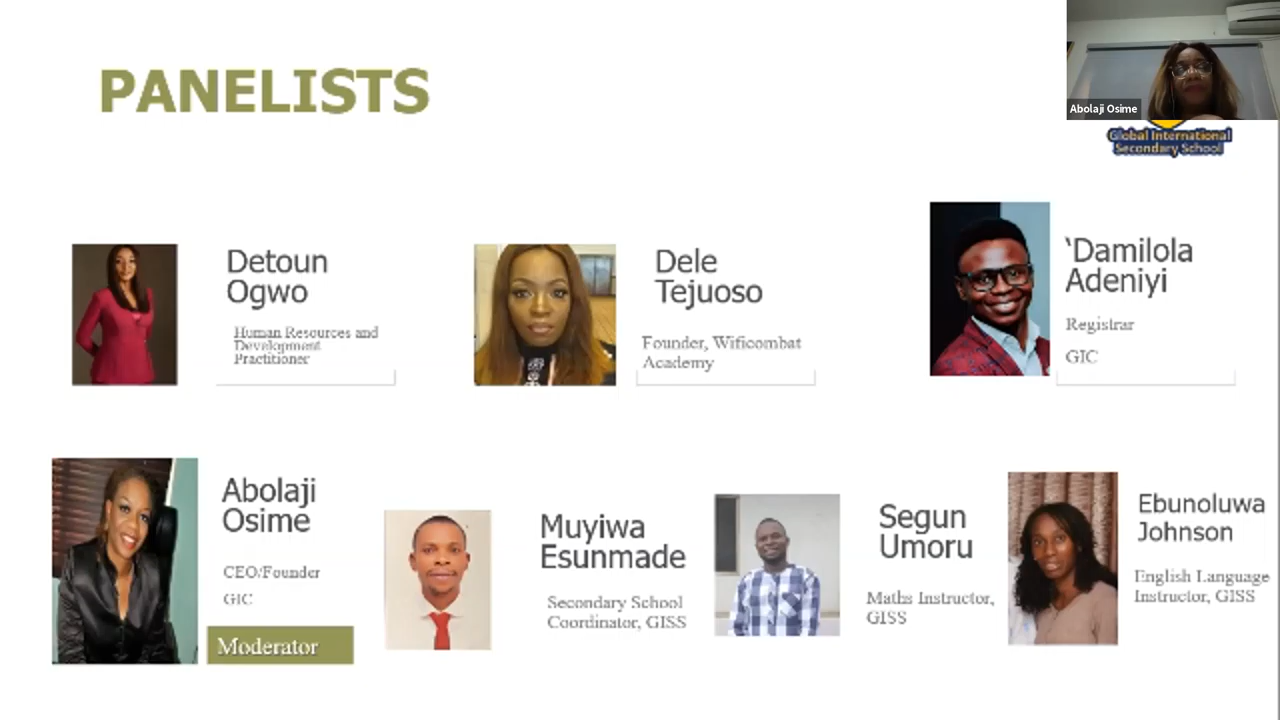 PANELISTS
Abolaji Osime
Global International
Secondary School
Detoun
Ogwo
Human Resources and
Development
Practitioner
Dele
Tejuoso
Founder, Wificombat
Academy
‘Damilola
Adeniyi
Registrar
GIC
Abolaji
Osime
CEO/Founder
GIC
Moderator
Muyiwa
Esunmade
Secondary School
Coordinator, GISS
Segun
Umoru
Maths Instructor,
GISS
Ebunoluwa
Johnson
English Language
Instructor, GISS